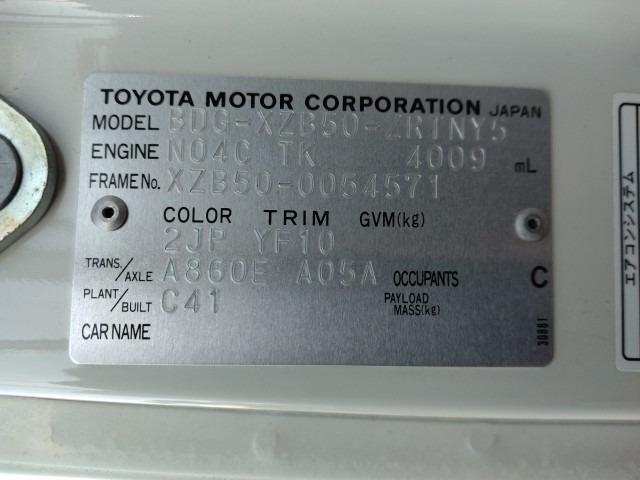 TOYOTA MOTOR CORPORATION JAPAN
MODEL BDG-XZB50-ZRTNY5
ENGINE N04C TK 4009 mL
FRAME No. XZB50-0054571
COLOR TRIM GVM(kg)
2JP YF10
TRANS./AXLE A860E A05A OCCUPANTS C
PLANT/BUILT C41 PAYLOAD MASS(kg)
CAR NAME
30881
エアコンシステム